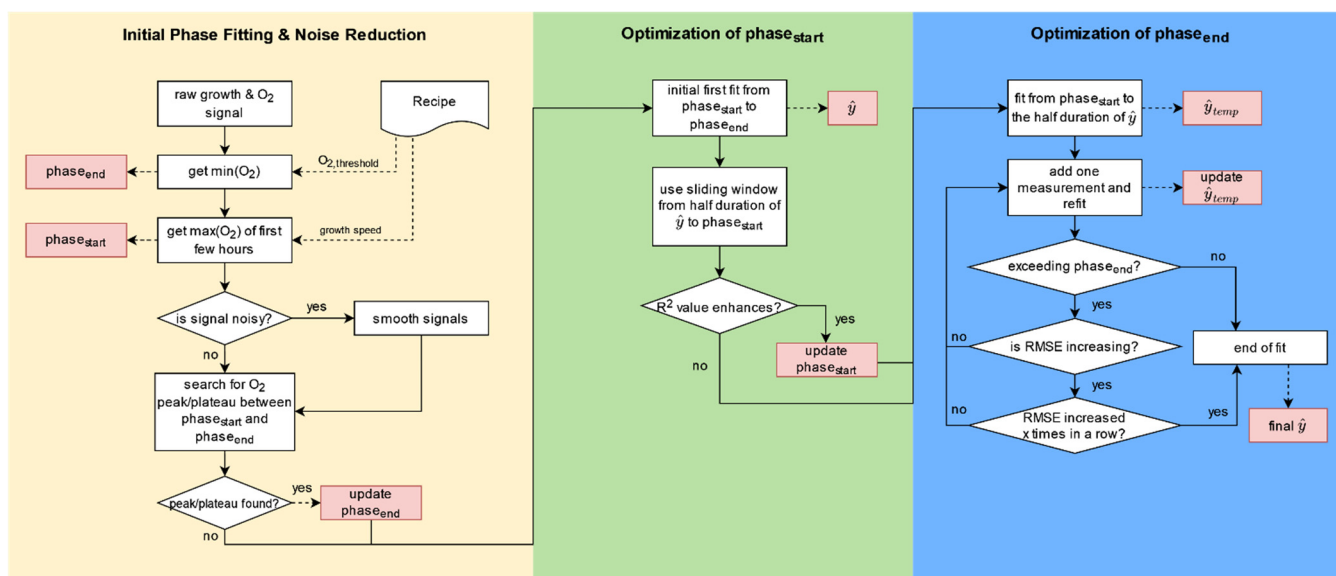 Initial Phase Fitting & Noise Reduction
raw growth & O₂
signal
Recipe
O₂,threshold
phase_end
get min(O₂)
growth speed
phase_start
get max(O₂) of first
few hours
is signal noisy?
yes
smooth signals
no
search for O₂
peak/plateau between
phase_start and
phase_end
peak/plateau found?
yes
update
phase_end
no
Optimization of phase_start
initial first fit from
phase_start to
phase_end
ŷ
use sliding window
from half duration of
ŷ to phase_start
R² value enhances?
yes
update
phase_start
no
Optimization of phase_end
fit from phase_start to
the half duration of ŷ
ŷ_temp
add one
measurement and
refit
update
ŷ_temp
exceeding phase_end?
no
yes
no
is RMSE increasing?
end of fit
yes
no
RMSE increased
x times in a row?
yes
final ŷ